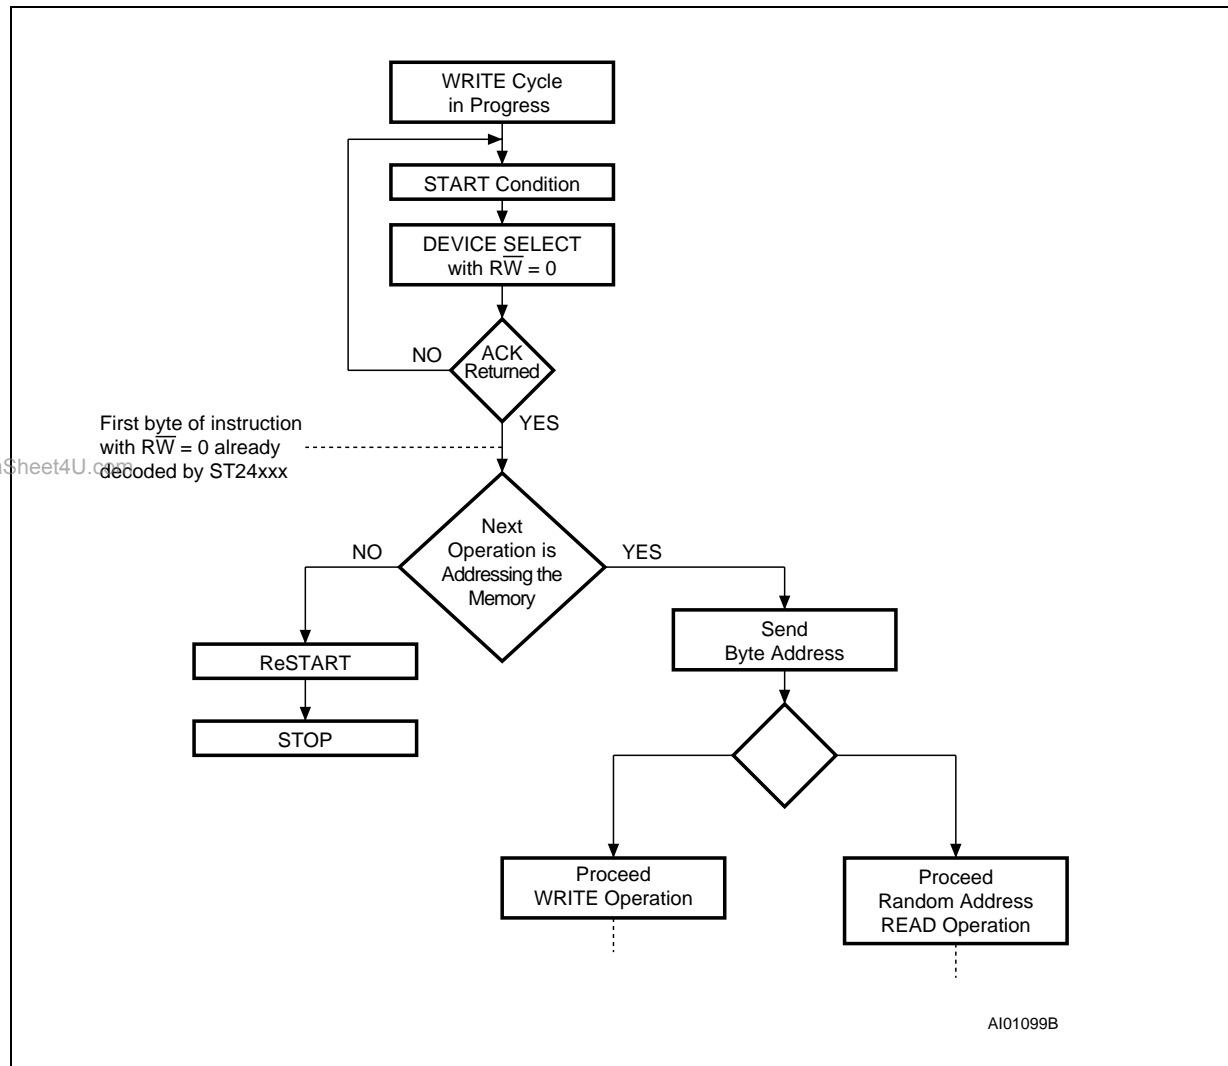 WRITE Cycle
in Progress
START Condition
DEVICE SELECT
with RW̅ = 0
NO
ACK
Returned
YES
First byte of instruction
with RW̅ = 0 already
decoded by ST24xxx
Next
Operation is
Addressing the
Memory
NO
YES
Send
Byte Address
ReSTART
STOP
Proceed
WRITE Operation
Proceed
Random Address
READ Operation
AI01099B